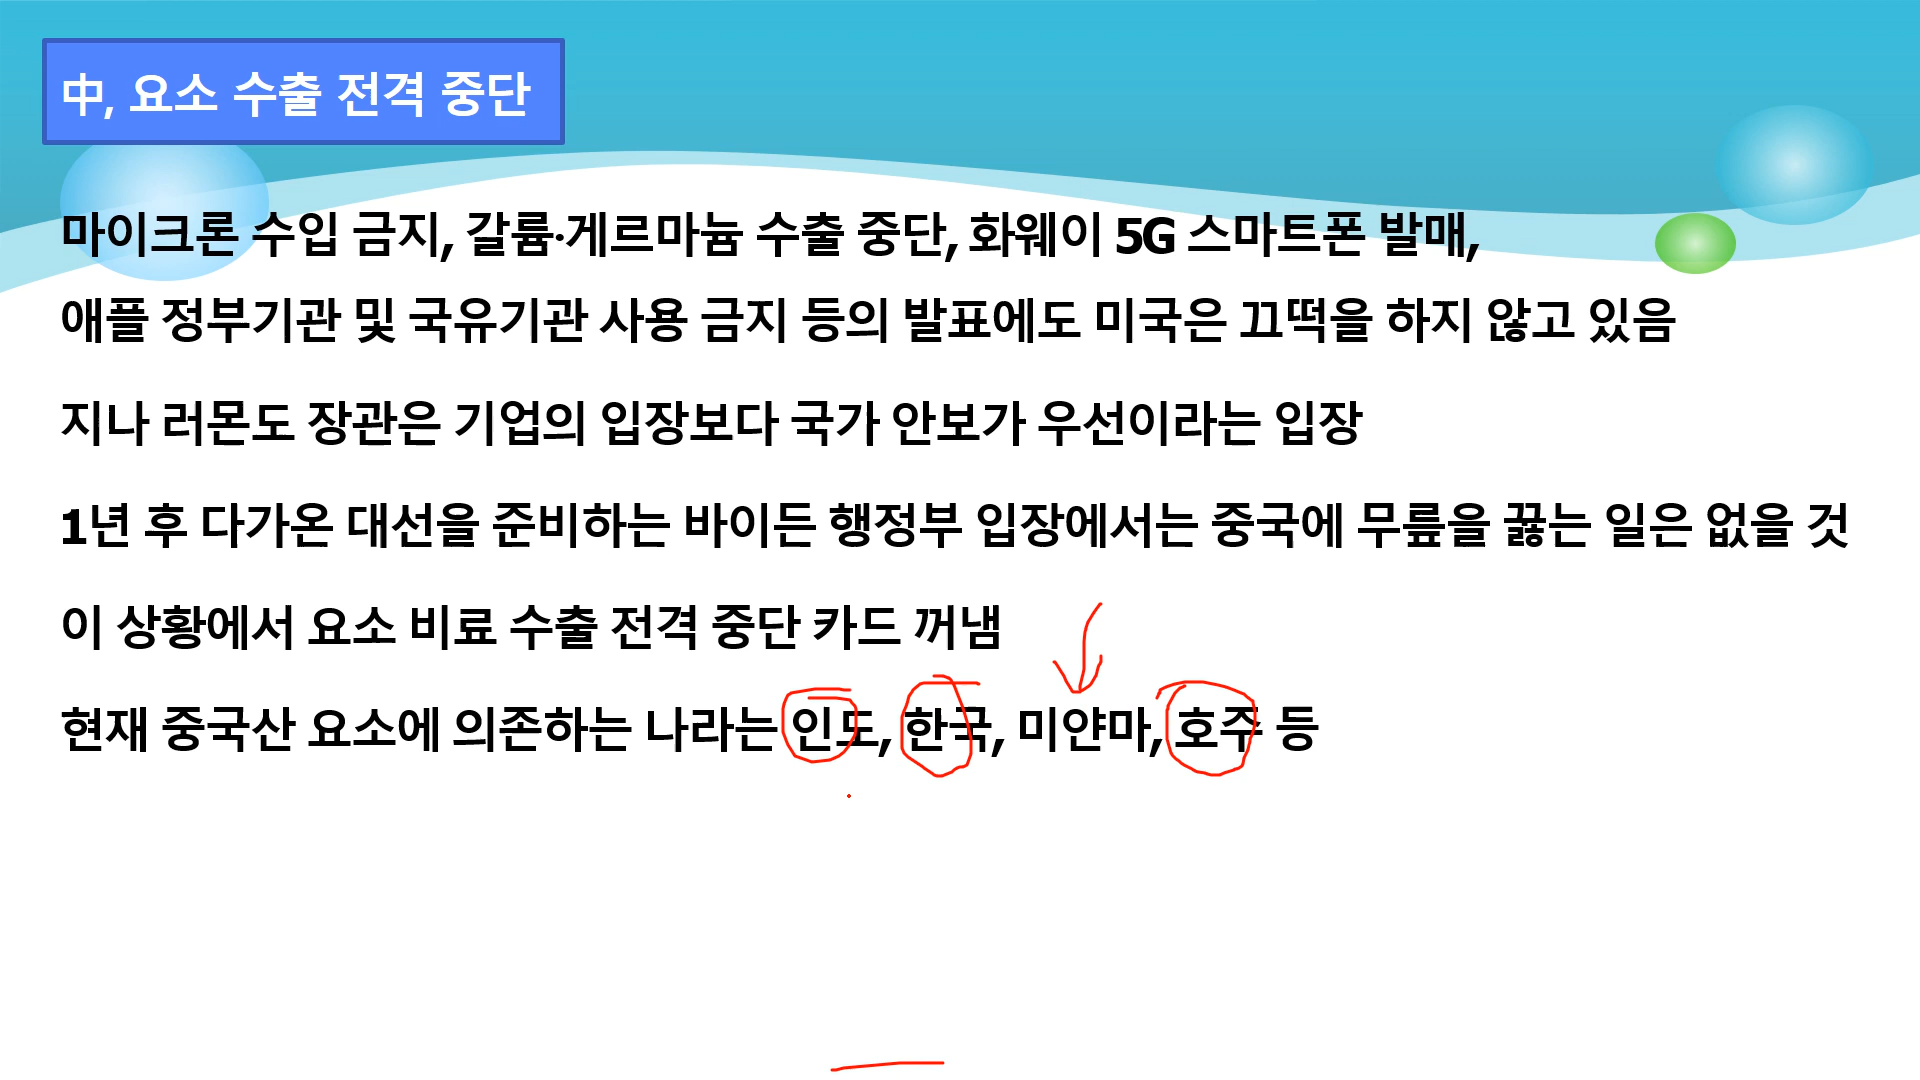 中, 요소 수출 전격 중단
마이크론 수입 금지, 갈륨·게르마늄 수출 중단, 화웨이 5G 스마트폰 발매,
애플 정부기관 및 국유기관 사용 금지 등의 발표에도 미국은 끄떡을 하지 않고 있음
지나 러몬도 장관은 기업의 입장보다 국가 안보가 우선이라는 입장
1년 후 다가온 대선을 준비하는 바이든 행정부 입장에서는 중국에 무릎을 꿇는 일은 없을 것
이 상황에서 요소 비료 수출 전격 중단 카드 꺼냄
현재 중국산 요소에 의존하는 나라는 인도, 한국, 미얀마, 호주 등